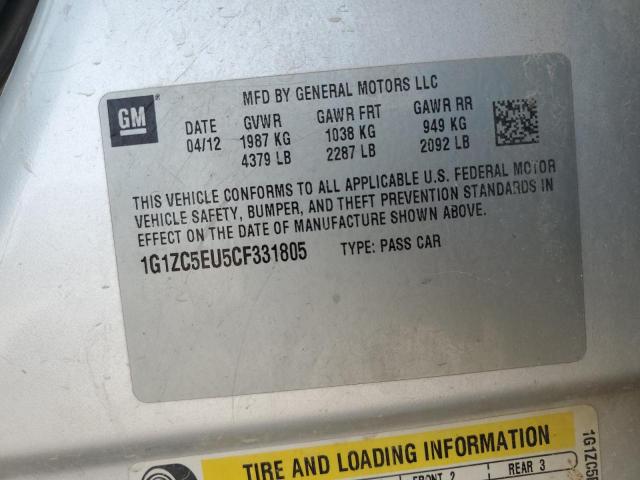 MFD BY GENERAL MOTORS LLC
GM
DATE GVWR GAWR FRT GAWR RR
04/12 1987 KG 1038 KG 949 KG
4379 LB 2287 LB 2092 LB
THIS VEHICLE CONFORMS TO ALL APPLICABLE U.S. FEDERAL MOTOR
VEHICLE SAFETY, BUMPER, AND THEFT PREVENTION STANDARDS IN
EFFECT ON THE DATE OF MANUFACTURE SHOWN ABOVE.
1G1ZC5EU5CF331805 TYPE: PASS CAR
TIRE AND LOADING INFORMATION
FRONT 2 REAR 3
1G1ZC5E